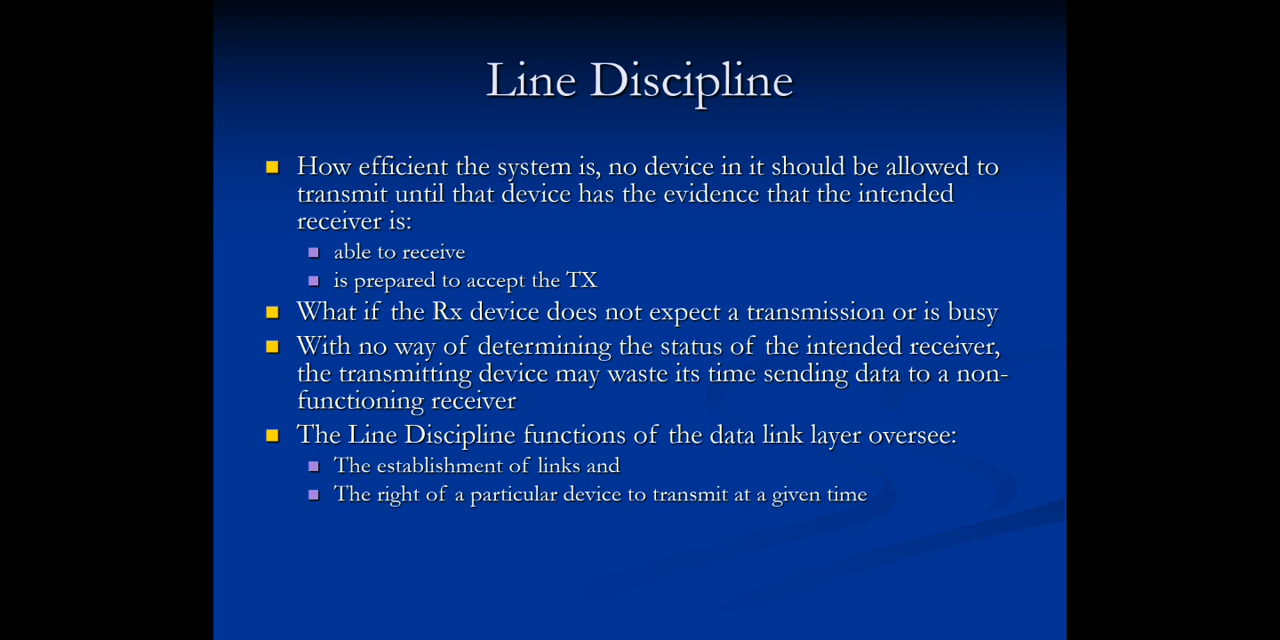 Line Discipline
How efficient the system is, no device in it should be allowed to
transmit until that device has the evidence that the intended
receiver is:
able to receive
is prepared to accept the TX
What if the Rx device does not expect a transmission or is busy
With no way of determining the status of the intended receiver,
the transmitting device may waste its time sending data to a non-
functioning receiver
The Line Discipline functions of the data link layer oversee:
The establishment of links and
The right of a particular device to transmit at a given time